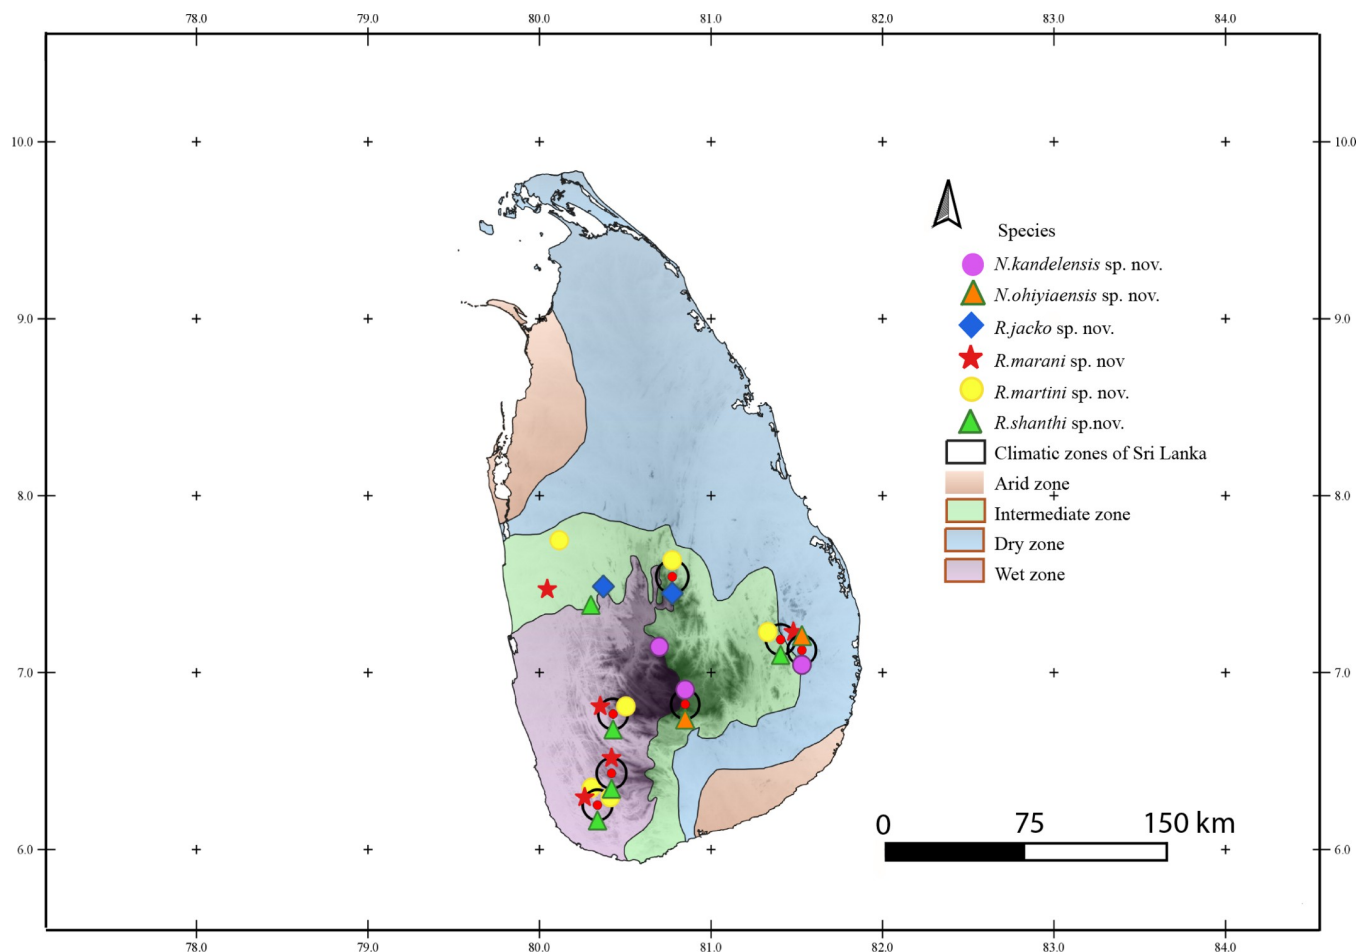 78.0 79.0 80.0 81.0 82.0 83.0 84.0
10.0 10.0
Species
N.kandelensis sp. nov.
N.ohiyiaensis sp. nov.
9.0 9.0
R.jacko sp. nov.
R.marani sp. nov
R.martini sp. nov.
R.shanthi sp.nov.
Climatic zones of Sri Lanka
Arid zone
8.0 8.0
Intermediate zone
Dry zone
Wet zone
7.0 7.0
0 75 150 km
6.0 6.0
78.0 79.0 80.0 81.0 82.0 83.0 84.0